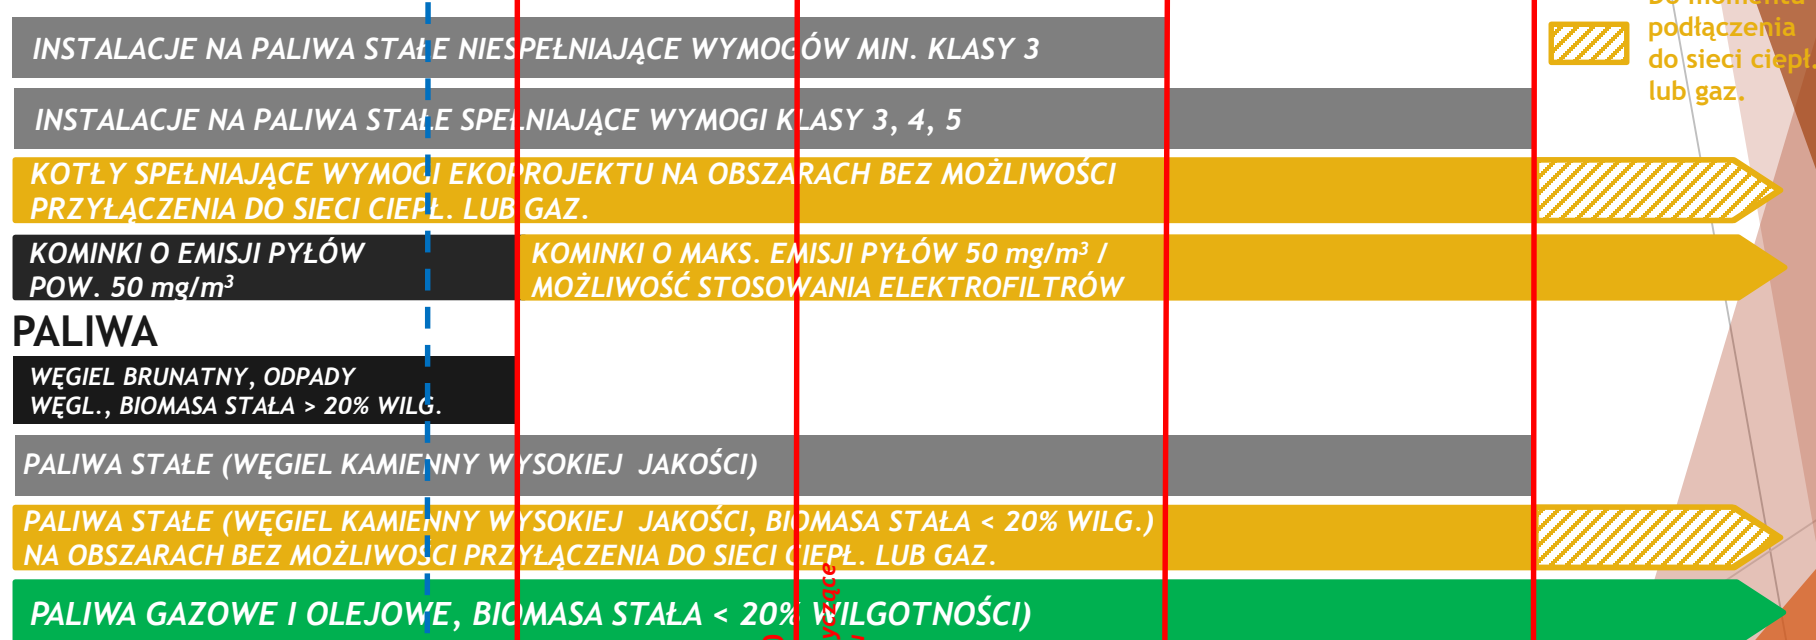 Do momentu
podłączenia
do sieci ciepł.
lub gaz.
INSTALACJE NA PALIWA STAŁE NIESPEŁNIAJĄCE WYMOGÓW MIN. KLASY 3
INSTALACJE NA PALIWA STAŁE SPEŁNIAJĄCE WYMOGI KLASY 3, 4, 5
KOTŁY SPEŁNIAJĄCE WYMOGI EKOPROJEKTU NA OBSZARACH BEZ MOŻLIWOŚCI
PRZYŁĄCZENIA DO SIECI CIEPŁ. LUB GAZ.
KOMINKI O EMISJI PYŁÓW
POW. 50 mg/m³
KOMINKI O MAKS. EMISJI PYŁÓW 50 mg/m³ /
MOŻLIWOŚĆ STOSOWANIA ELEKTROFILTRÓW
PALIWA
WĘGIEL BRUNATNY, ODPADY
WĘGL., BIOMASA STAŁA > 20% WILG.
PALIWA STAŁE (WĘGIEL KAMIENNY WYSOKIEJ JAKOŚCI)
PALIWA STAŁE (WĘGIEL KAMIENNY WYSOKIEJ JAKOŚCI, BIOMASA STAŁA < 20% WILG.)
NA OBSZARACH BEZ MOŻLIWOŚCI PRZYŁĄCZENIA DO SIECI CIEPŁ. LUB GAZ.
PALIWA GAZOWE I OLEJOWE, BIOMASA STAŁA < 20% WILGOTNOŚCI)